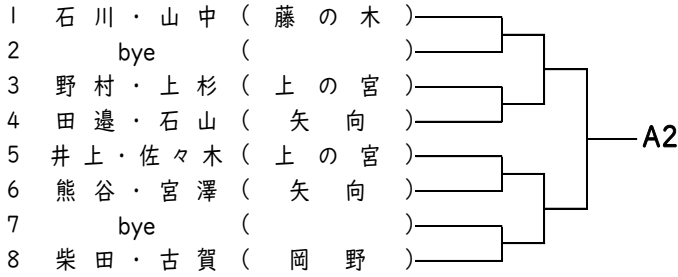 1 石川・山中(藤の木)
2 bye ( )
3 野村・上杉(上の宮)
4 田邉・石山(矢向)
A2
5 井上・佐々木(上の宮)
6 熊谷・宮澤(矢向)
7 bye ( )
8 柴田・古賀(岡野)